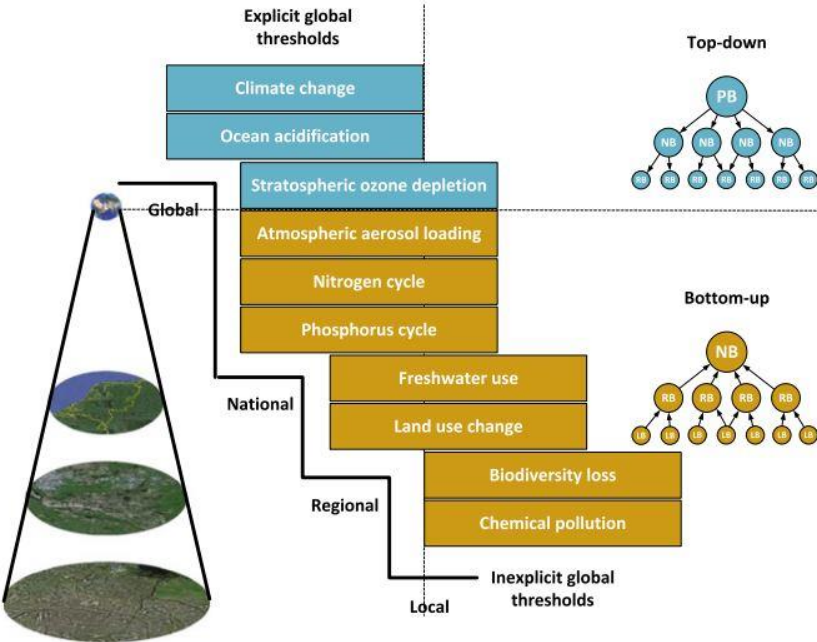 Explicit global
thresholds
Top-down
Climate change
PB
Ocean acidification
NB NB NB NB
Stratospheric ozone depletion
RB RB RB RB RB RB RB
Global
Atmospheric aerosol loading
Nitrogen cycle
Bottom-up
Phosphorus cycle
NB
Freshwater use
National
RB RB RB RB
Land use change
LB LB LB LB LB LB LB
Biodiversity loss
Regional
Chemical pollution
Inexplicit global
thresholds
Local